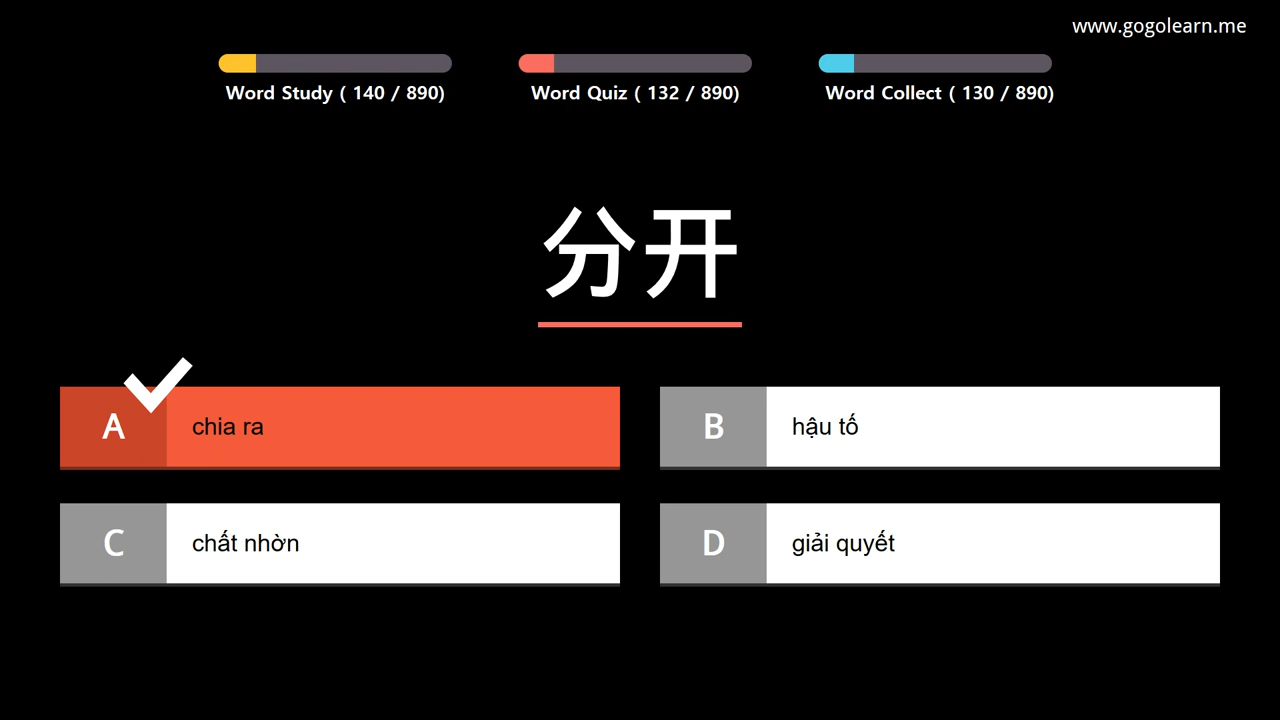 www.gogolearn.me
Word Study ( 140 / 890)
Word Quiz ( 132 / 890)
Word Collect ( 130 / 890)
分开
A chia ra
B hậu tố
C chất nhờn
D giải quyết